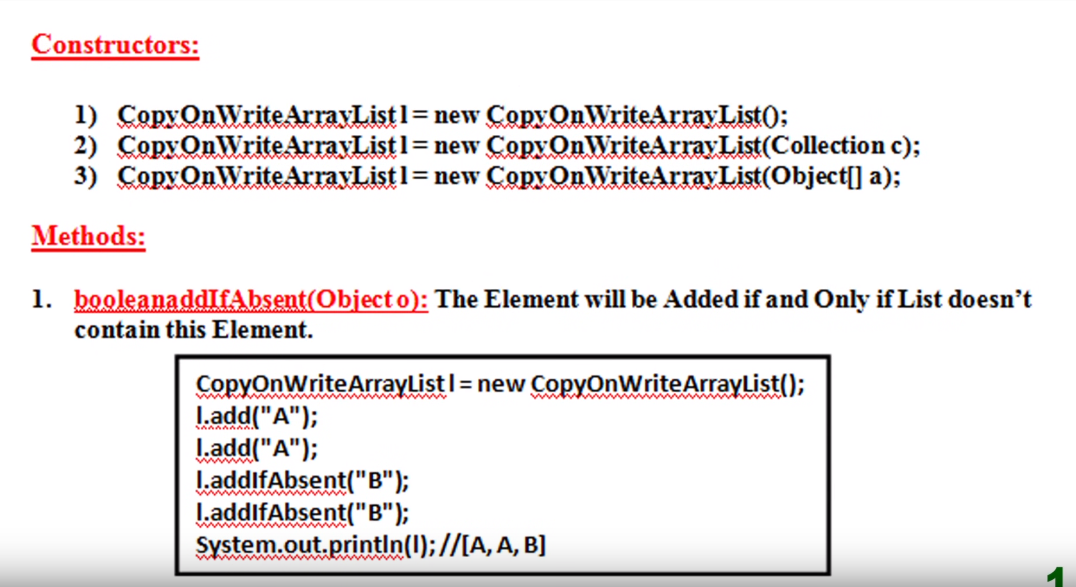 Constructors:
1) CopyOnWriteArrayList l = new CopyOnWriteArrayList();
2) CopyOnWriteArrayList l = new CopyOnWriteArrayList(Collection c);
3) CopyOnWriteArrayList l = new CopyOnWriteArrayList(Object[] a);
Methods:
1. booleanaddIfAbsent(Object o): The Element will be Added if and Only if List doesn't
contain this Element.
CopyOnWriteArrayList l = new CopyOnWriteArrayList();
l.add("A");
l.add("A");
l.addIfAbsent("B");
l.addIfAbsent("B");
System.out.println(l);//[A, A, B]
1